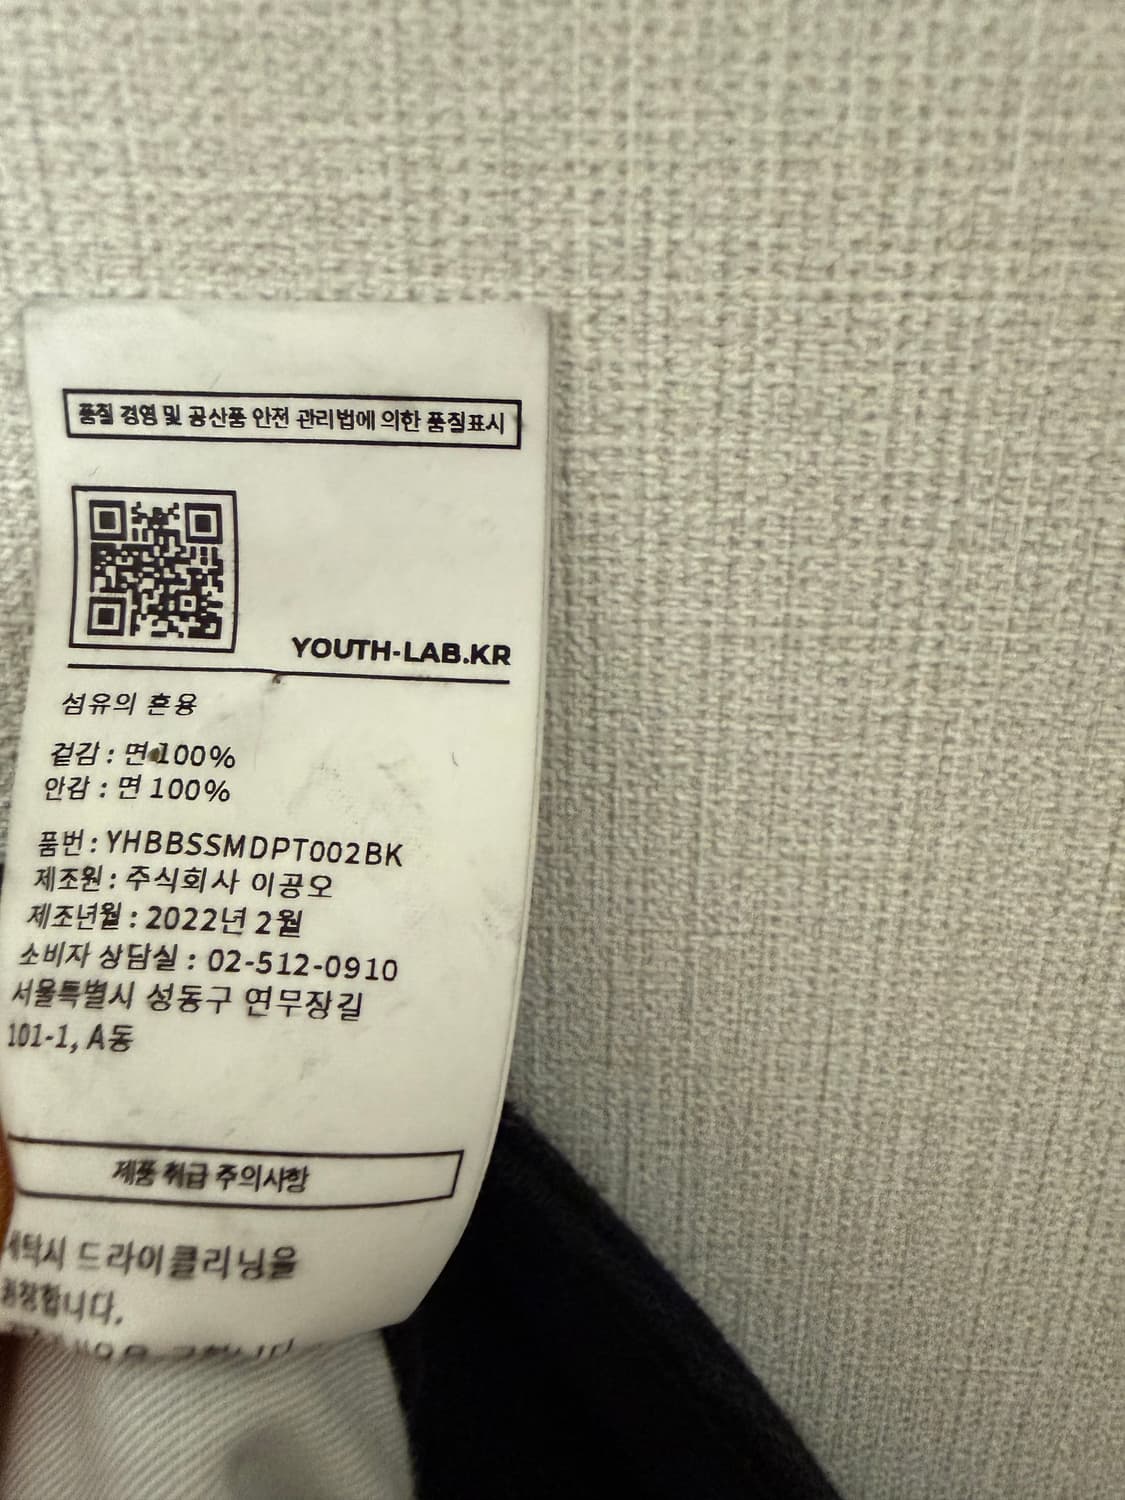 품질 경영 및 공산품 안전 관리법에 의한 품질표시
YOUTH-LAB.KR
섬유의 혼용
겉감 : 면 100%
안감 : 면 100%
품번 : YHBBSSMDPT002BK
제조원 : 주식회사 이공오
제조년월 : 2022년 2월
소비자 상담실 : 02-512-0910
서울특별시 성동구 연무장길
101-1, A동
제품 취급 주의사항
세탁시 드라이클리닝을